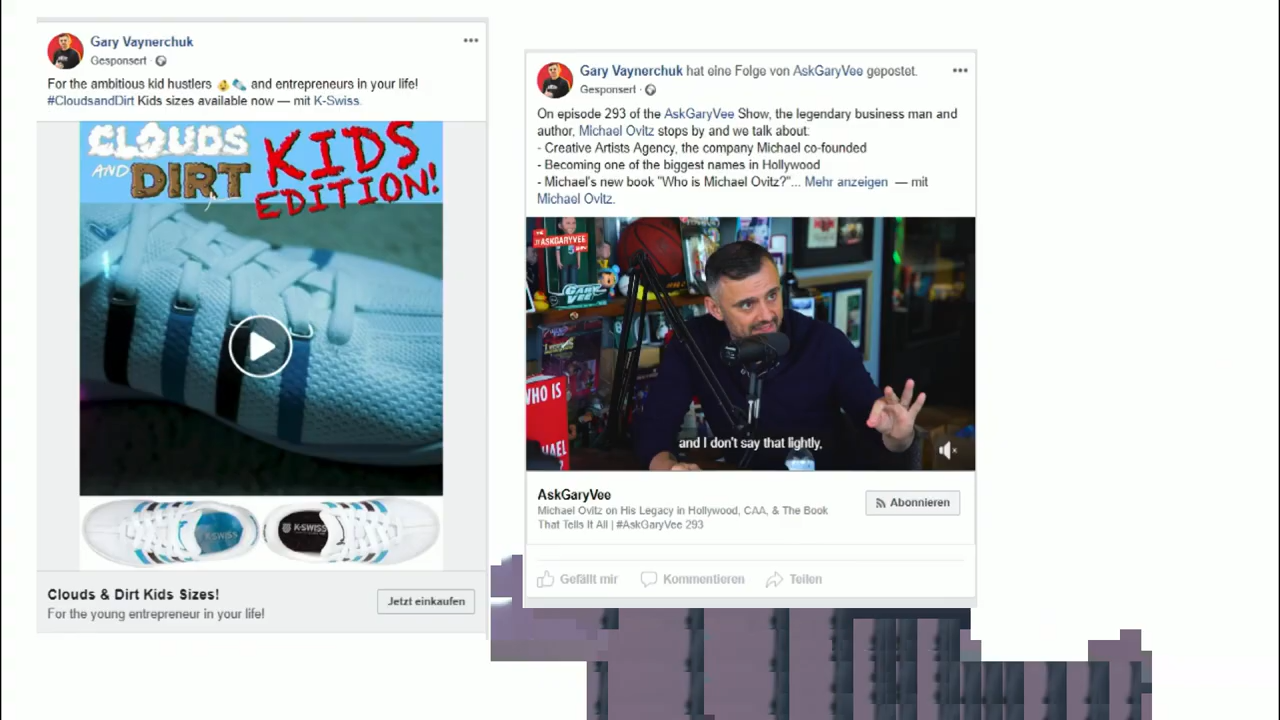 Gary Vaynerchuk
Gesponsert ·
For the ambitious kid hustlers 👶👟 and entrepreneurs in your life!
#CloudsandDirt Kids sizes available now — mit K-Swiss.
CLOUDS
AND DIRT
KIDS
EDITION!
K-SWISS
K-SWISS
Clouds & Dirt Kids Sizes!
For the young entrepreneur in your life!
Jetzt einkaufen
Gary Vaynerchuk hat eine Folge von AskGaryVee gepostet.
Gesponsert ·
On episode 293 of the AskGaryVee Show, the legendary business man and
author, Michael Ovitz stops by and we talk about:
- Creative Artists Agency, the company Michael co-founded
- Becoming one of the biggest names in Hollywood
- Michael's new book "Who is Michael Ovitz?"... Mehr anzeigen — mit
Michael Ovitz.
THE
#ASKGARYVEE
SHOW
GARY
VEE
WHO IS
and I don't say that lightly,
AskGaryVee
Michael Ovitz on His Legacy in Hollywood, CAA, & The Book
That Tells It All | #AskGaryVee 293
Abonnieren
Gefällt mir
Kommentieren
Teilen